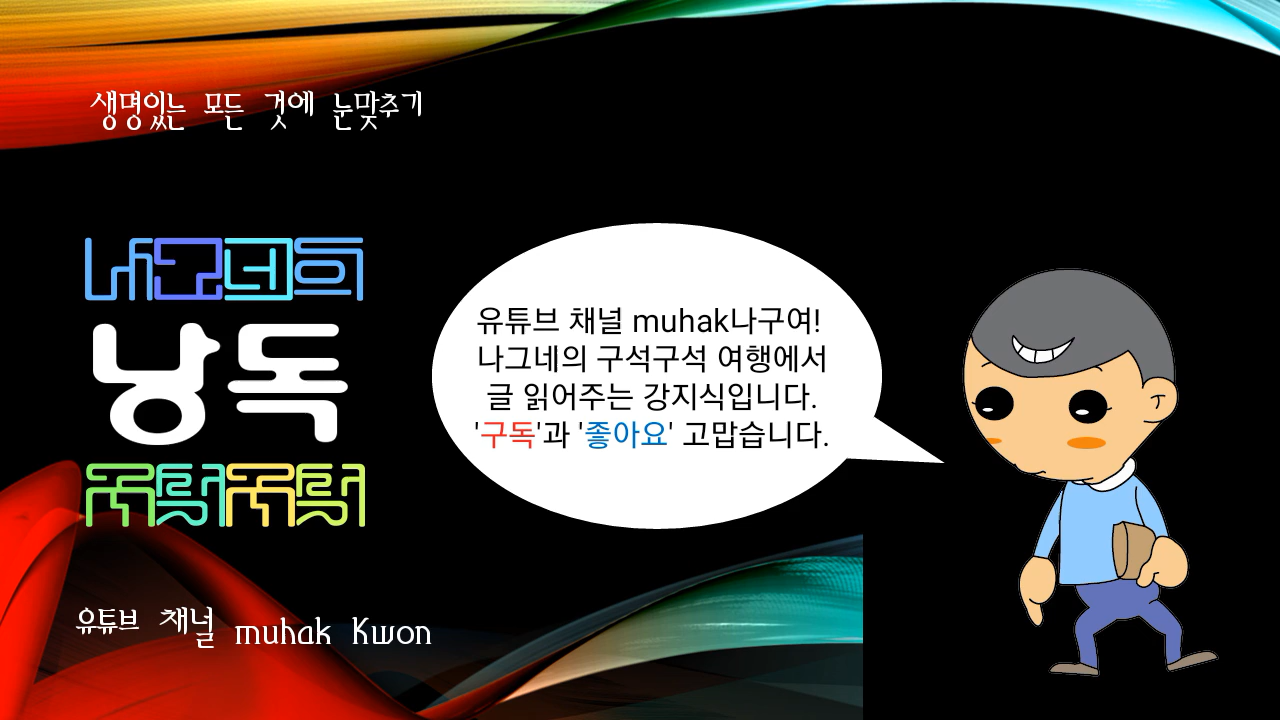 생명있는 모든 것에 눈맞추기
나그네의
낭독
구석구석
유튜브 채널 muhak나구여!
나그네의 구석구석 여행에서
글 읽어주는 강지식입니다.
'구독'과 '좋아요' 고맙습니다.
유튜브 채널 muhak Kwon